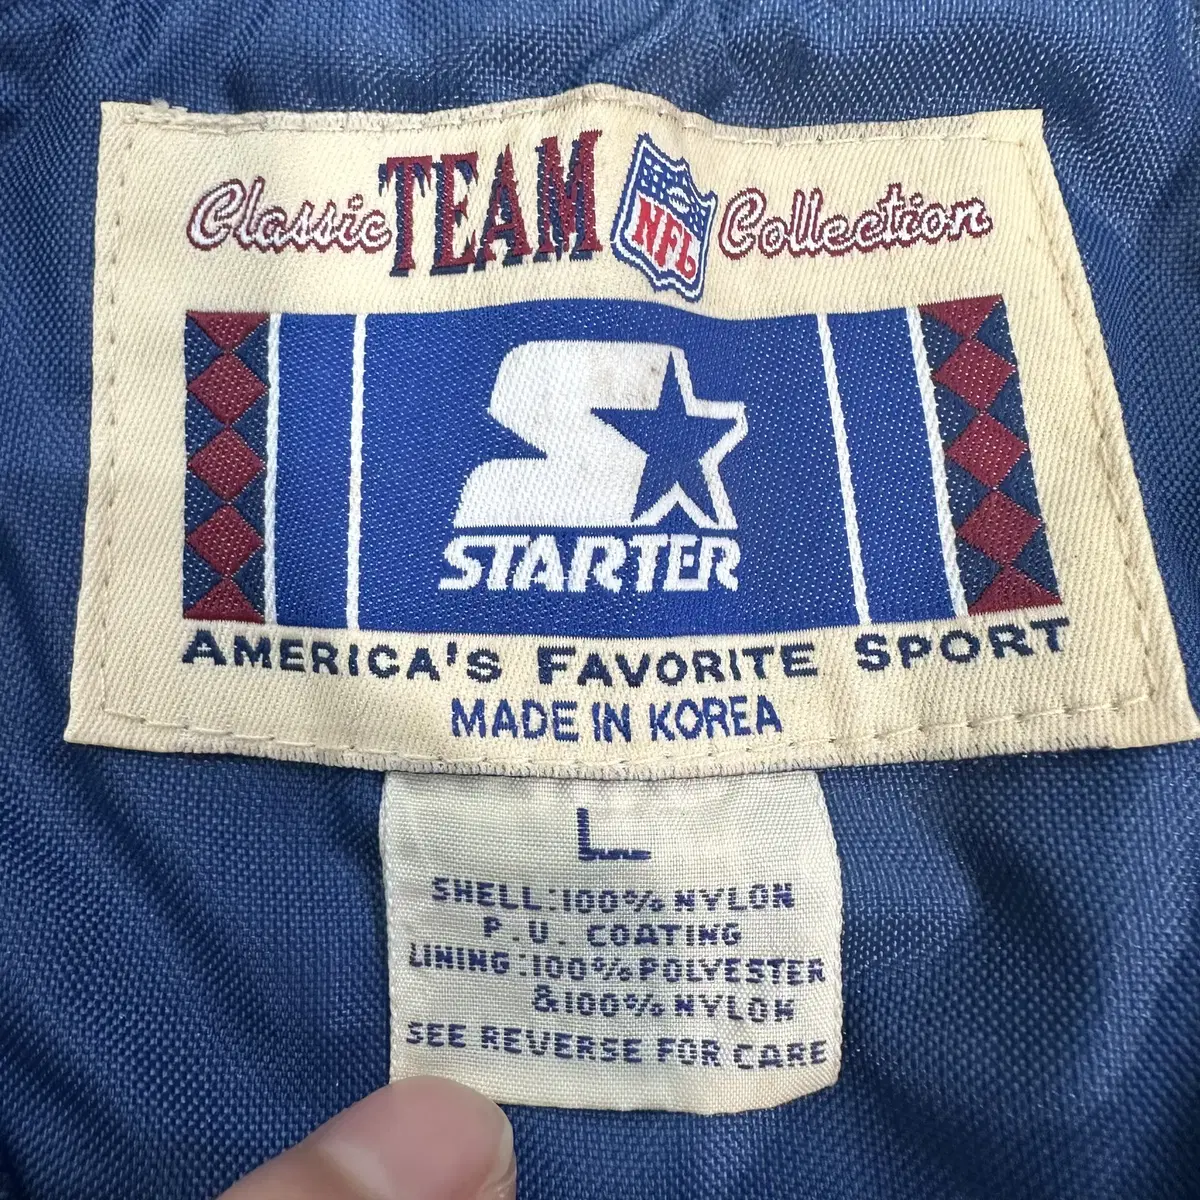 Classic TEAM NFL Collection
STARTER
AMERICA'S FAVORITE SPORT
MADE IN KOREA
L
SHELL:100% NYLON
P.U. COATING
LINING:100% POLYESTER
&100% NYLON
SEE REVERSE FOR CARE